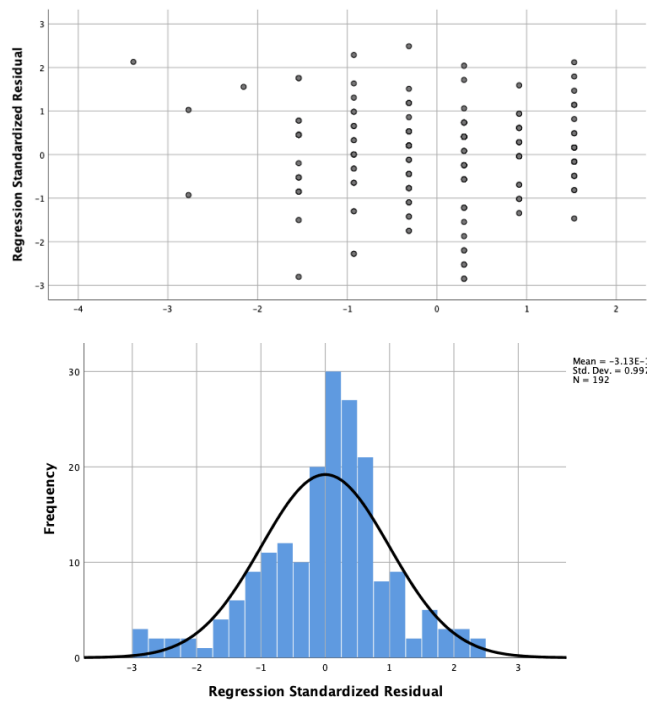 Regression Standardized Residual
3
2
1
0
-1
-2
-3
-4 -3 -2 -1 0 1 2
Mean = -3.13E-
Std. Dev. = 0.997
N = 192
Frequency
30
20
10
0
-3 -2 -1 0 1 2 3
Regression Standardized Residual